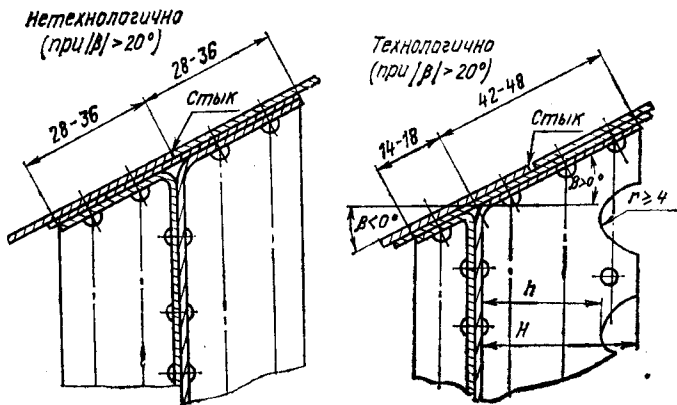 Нетехнологично
(при|β|>20°)
28-36
28-36
Стык
Технологично
(при|β|>20°)
42-48
14-18
Стык
β>0°
β<0°
r≥4
h
H